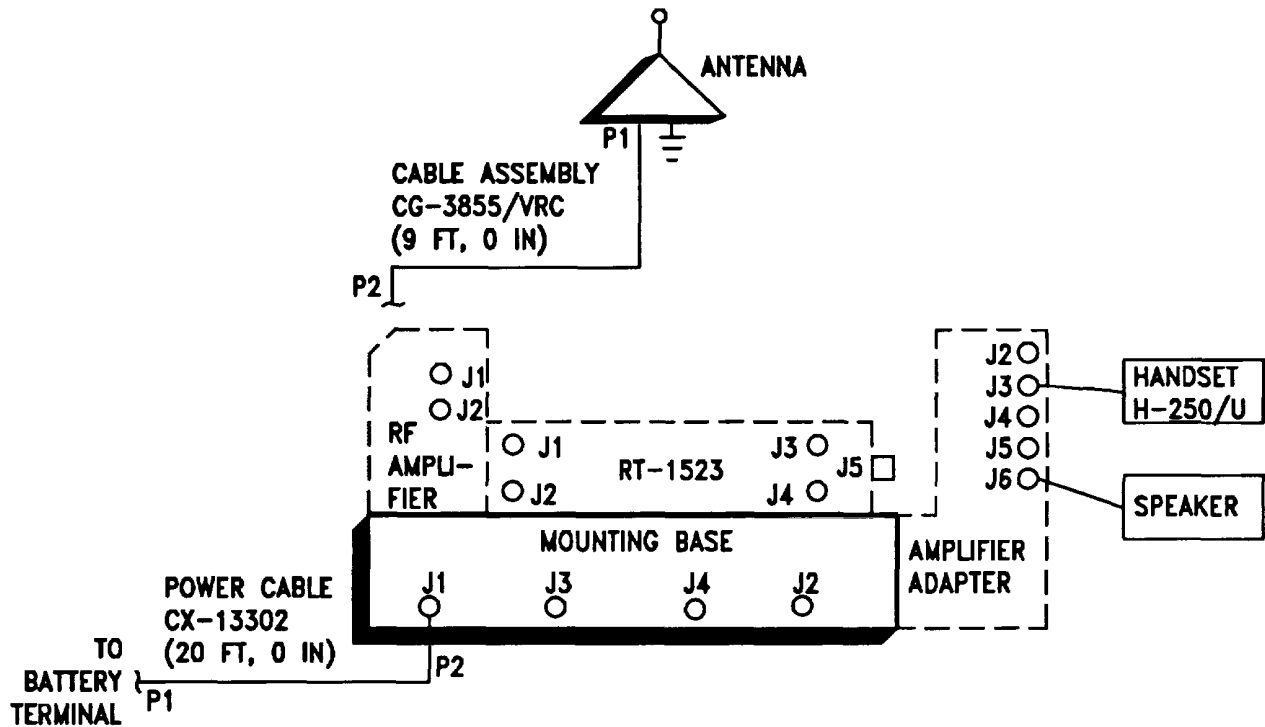 ANTENNA
P1
CABLE ASSEMBLY
CG-3855/VRC
(9 FT, 0 IN)
P2
J1
J2
RF
AMPLI-
FIER
J1
J2
RT-1523
J3
J4
J5
J2
J3
J4
J5
J6
HANDSET
H-250/U
SPEAKER
MOUNTING BASE
J1
J3
J4
J2
AMPLIFIER
ADAPTER
POWER CABLE
CX-13302
(20 FT, 0 IN)
P2
TO
BATTERY
TERMINAL
P1